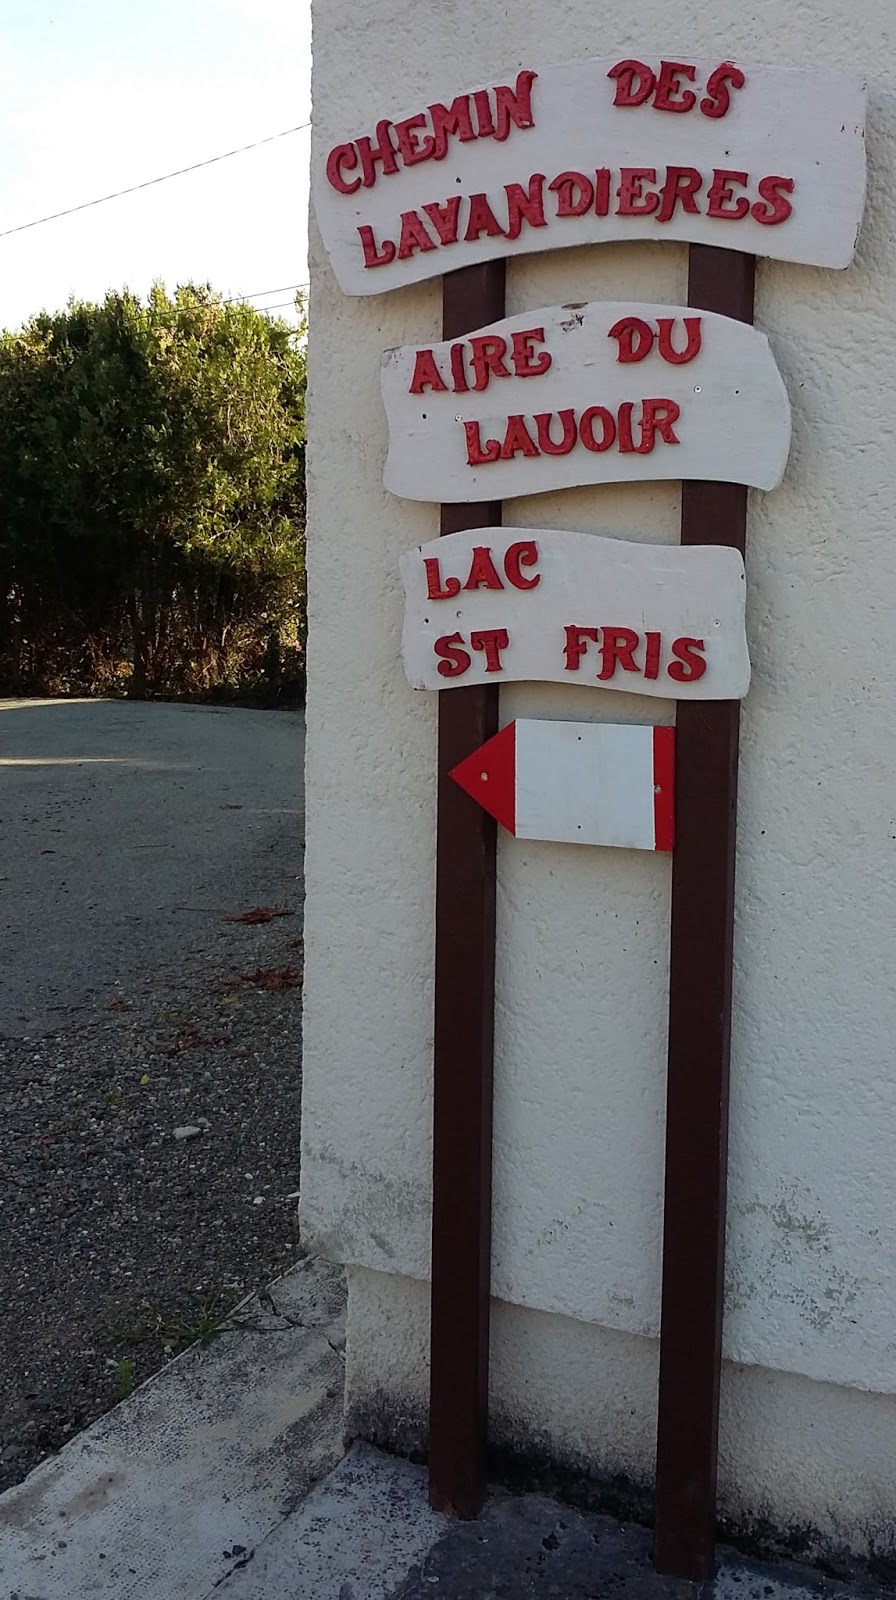 CHEMIN DES
LAVANDIERES
AIRE DU
LAVOIR
LAC
ST FRIS